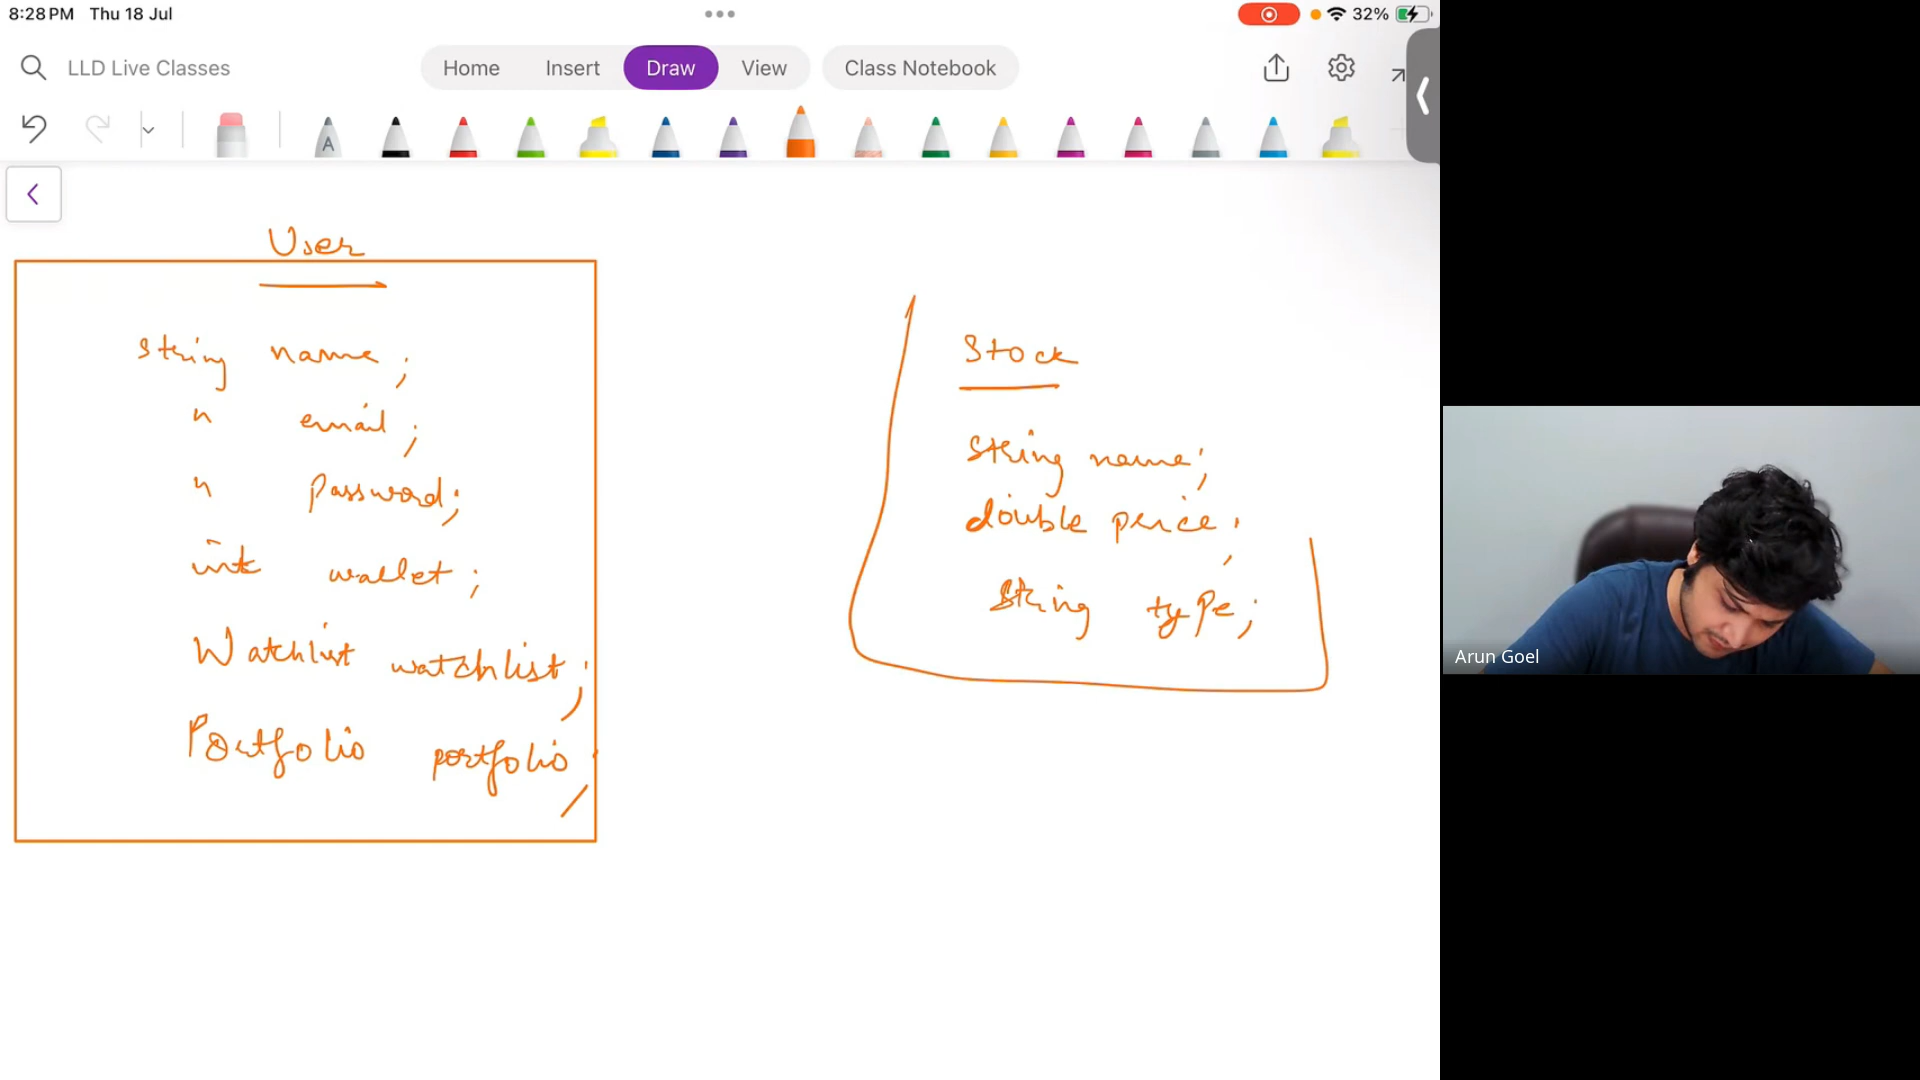 8:28 PM Thu 18 Jul
32%
LLD Live Classes
Home Insert Draw View Class Notebook
A
User
string name;
" email;
" password;
int wallet;
Watchlist watchlist;
Portfolio portfolio;
Stock
String name;
double price;
String type;
Arun Goel